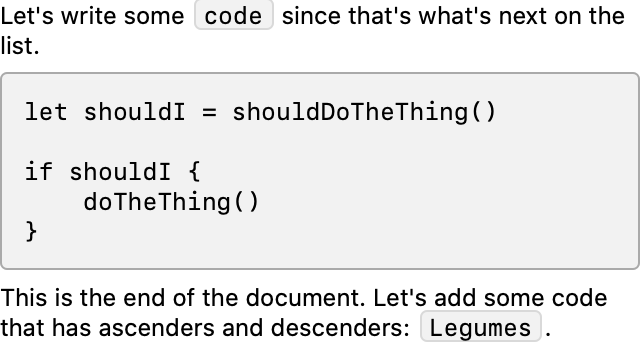 Let's write some code since that's what's next on the
list.
let shouldI = shouldDoTheThing()
if shouldI {
    doTheThing()
}
This is the end of the document. Let's add some code
that has ascenders and descenders: Legumes.